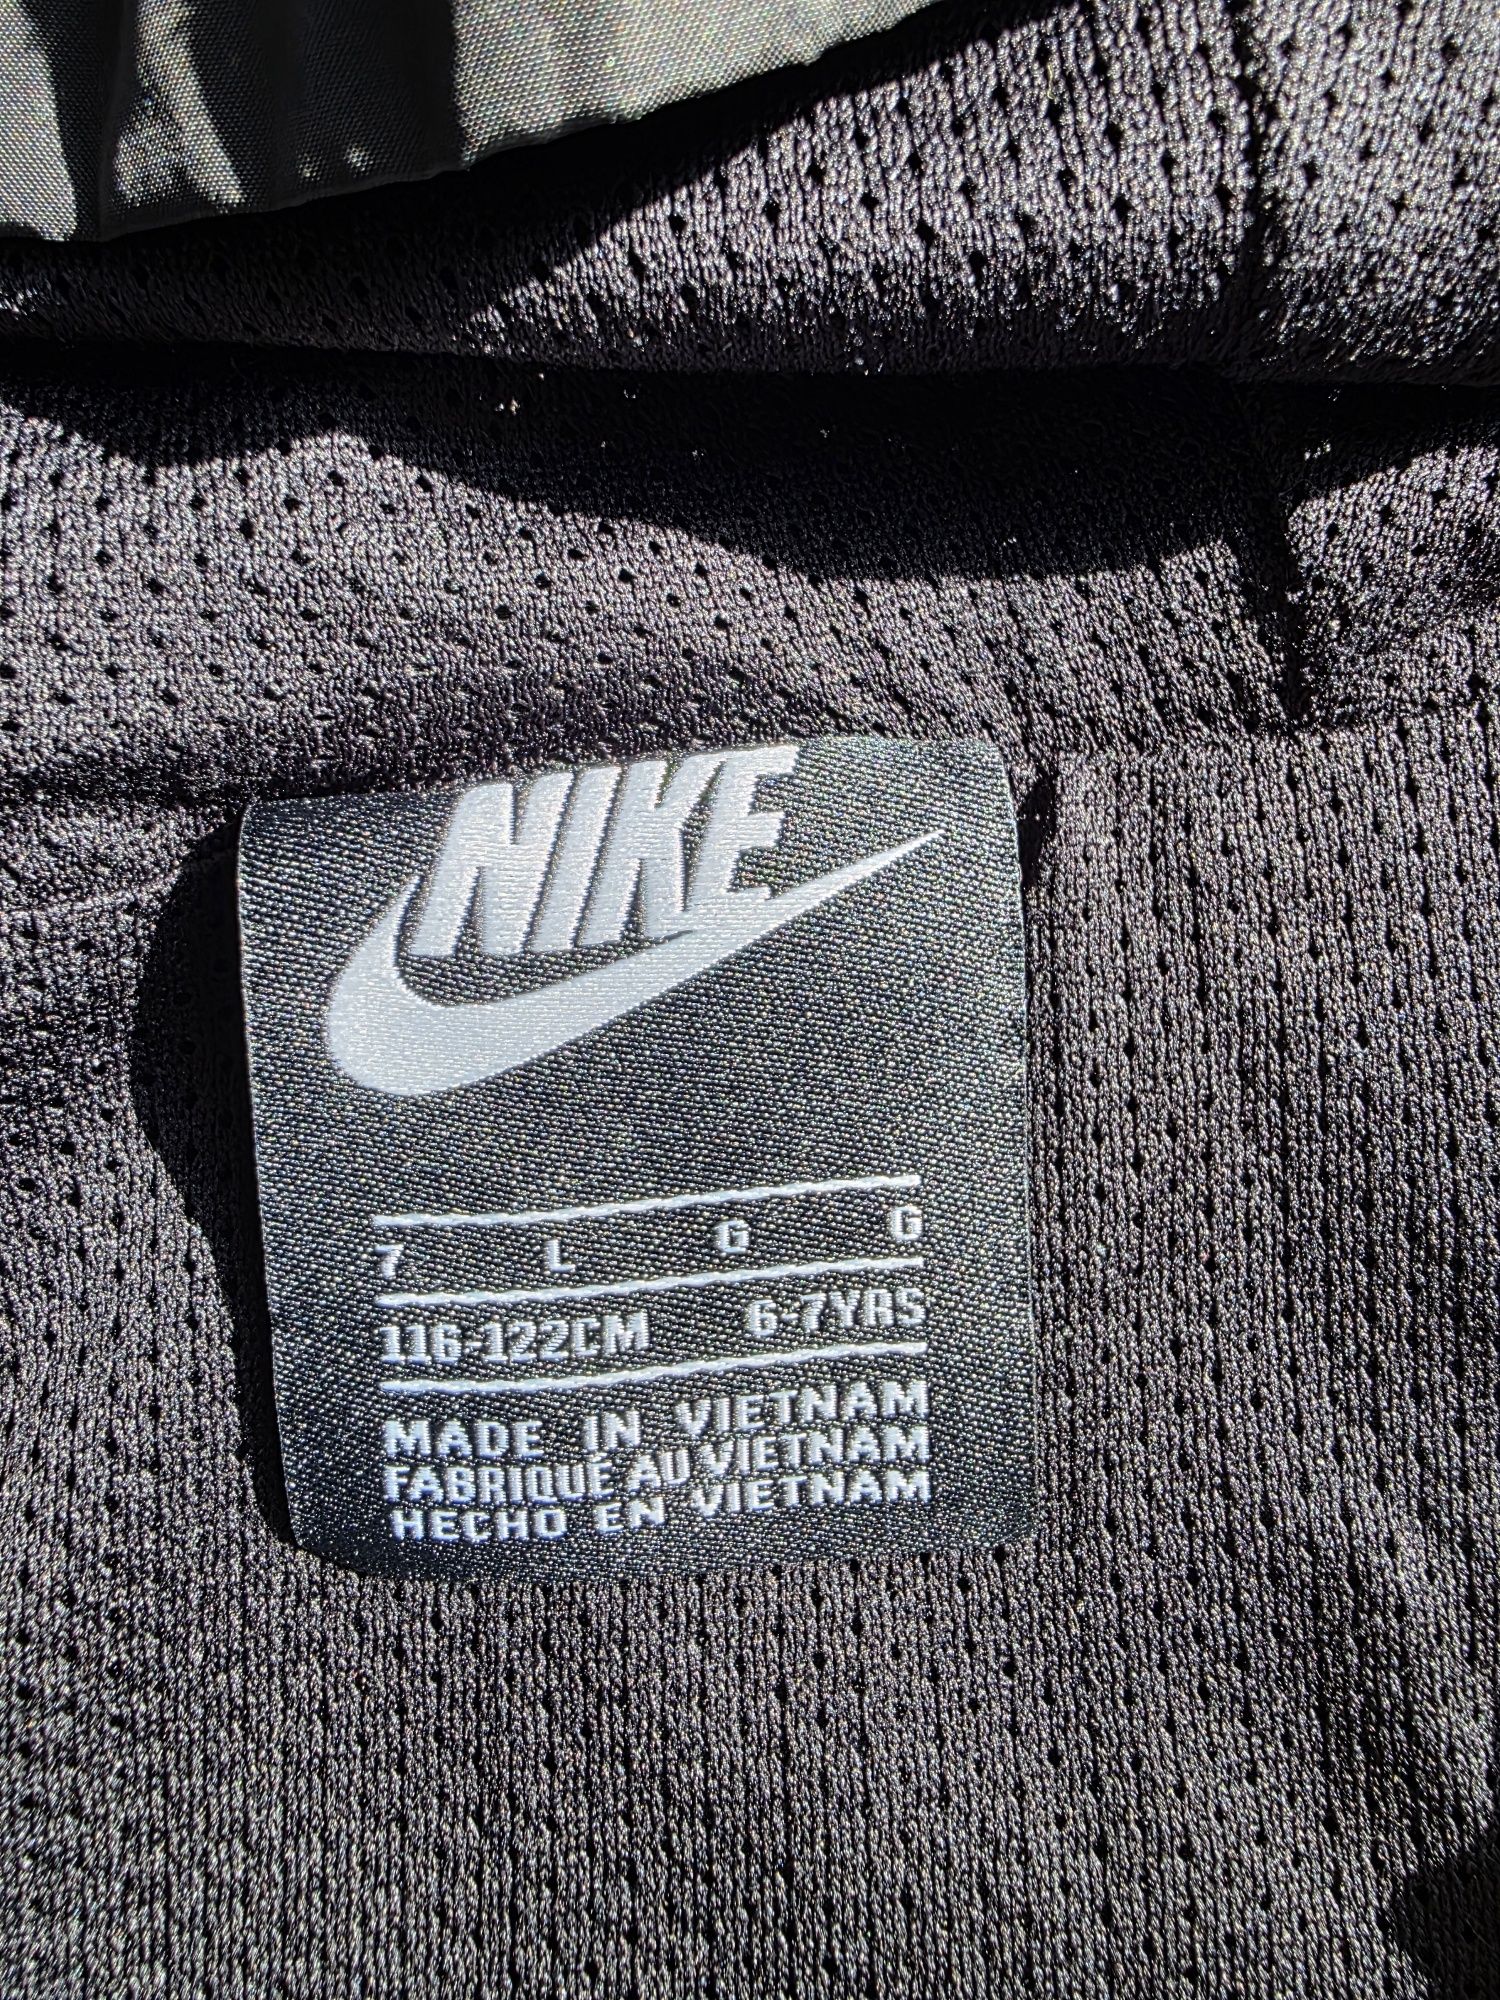 NIKE
7 L G G
116-122CM 6-7YRS
MADE IN VIETNAM
FABRIQUÉ AU VIETNAM
HECHO EN VIETNAM